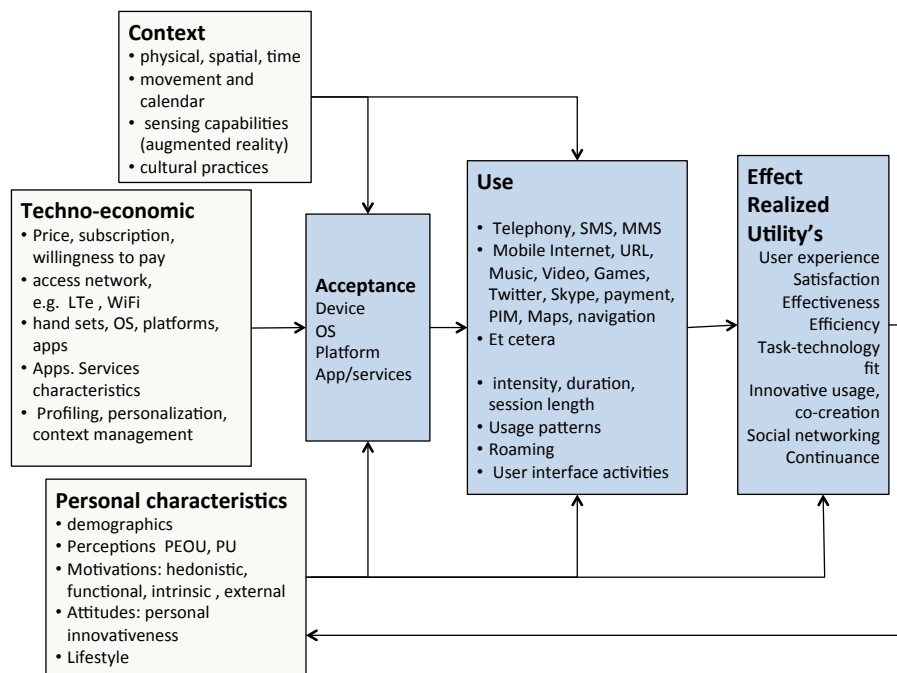 Context
• physical, spatial, time
• movement and
calendar
• sensing capabilities
(augmented reality)
• cultural practices
Techno-economic
• Price, subscription,
willingness to pay
• access network,
e.g. LTe , WiFi
• hand sets, OS, platforms,
apps
• Apps. Services
characteristics
• Profiling, personalization,
context management
Acceptance
Device
OS
Platform
App/services
Use
• Telephony, SMS, MMS
• Mobile Internet, URL,
Music, Video, Games,
Twitter, Skype, payment,
PIM, Maps, navigation
• Et cetera
• intensity, duration,
session length
• Usage patterns
• Roaming
• User interface activities
Effect
Realized
Utility's
User experience
Satisfaction
Effectiveness
Efficiency
Task-technology
fit
Innovative usage,
co-creation
Social networking
Continuance
Personal characteristics
• demographics
• Perceptions PEOU, PU
• Motivations: hedonistic,
functional, intrinsic , external
• Attitudes: personal
innovativeness
• Lifestyle